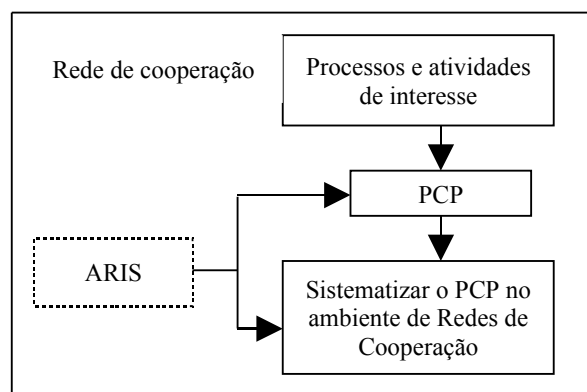 Rede de cooperação
Processos e atividades
de interesse
PCP
ARIS
Sistematizar o PCP no
ambiente de Redes de
Cooperação